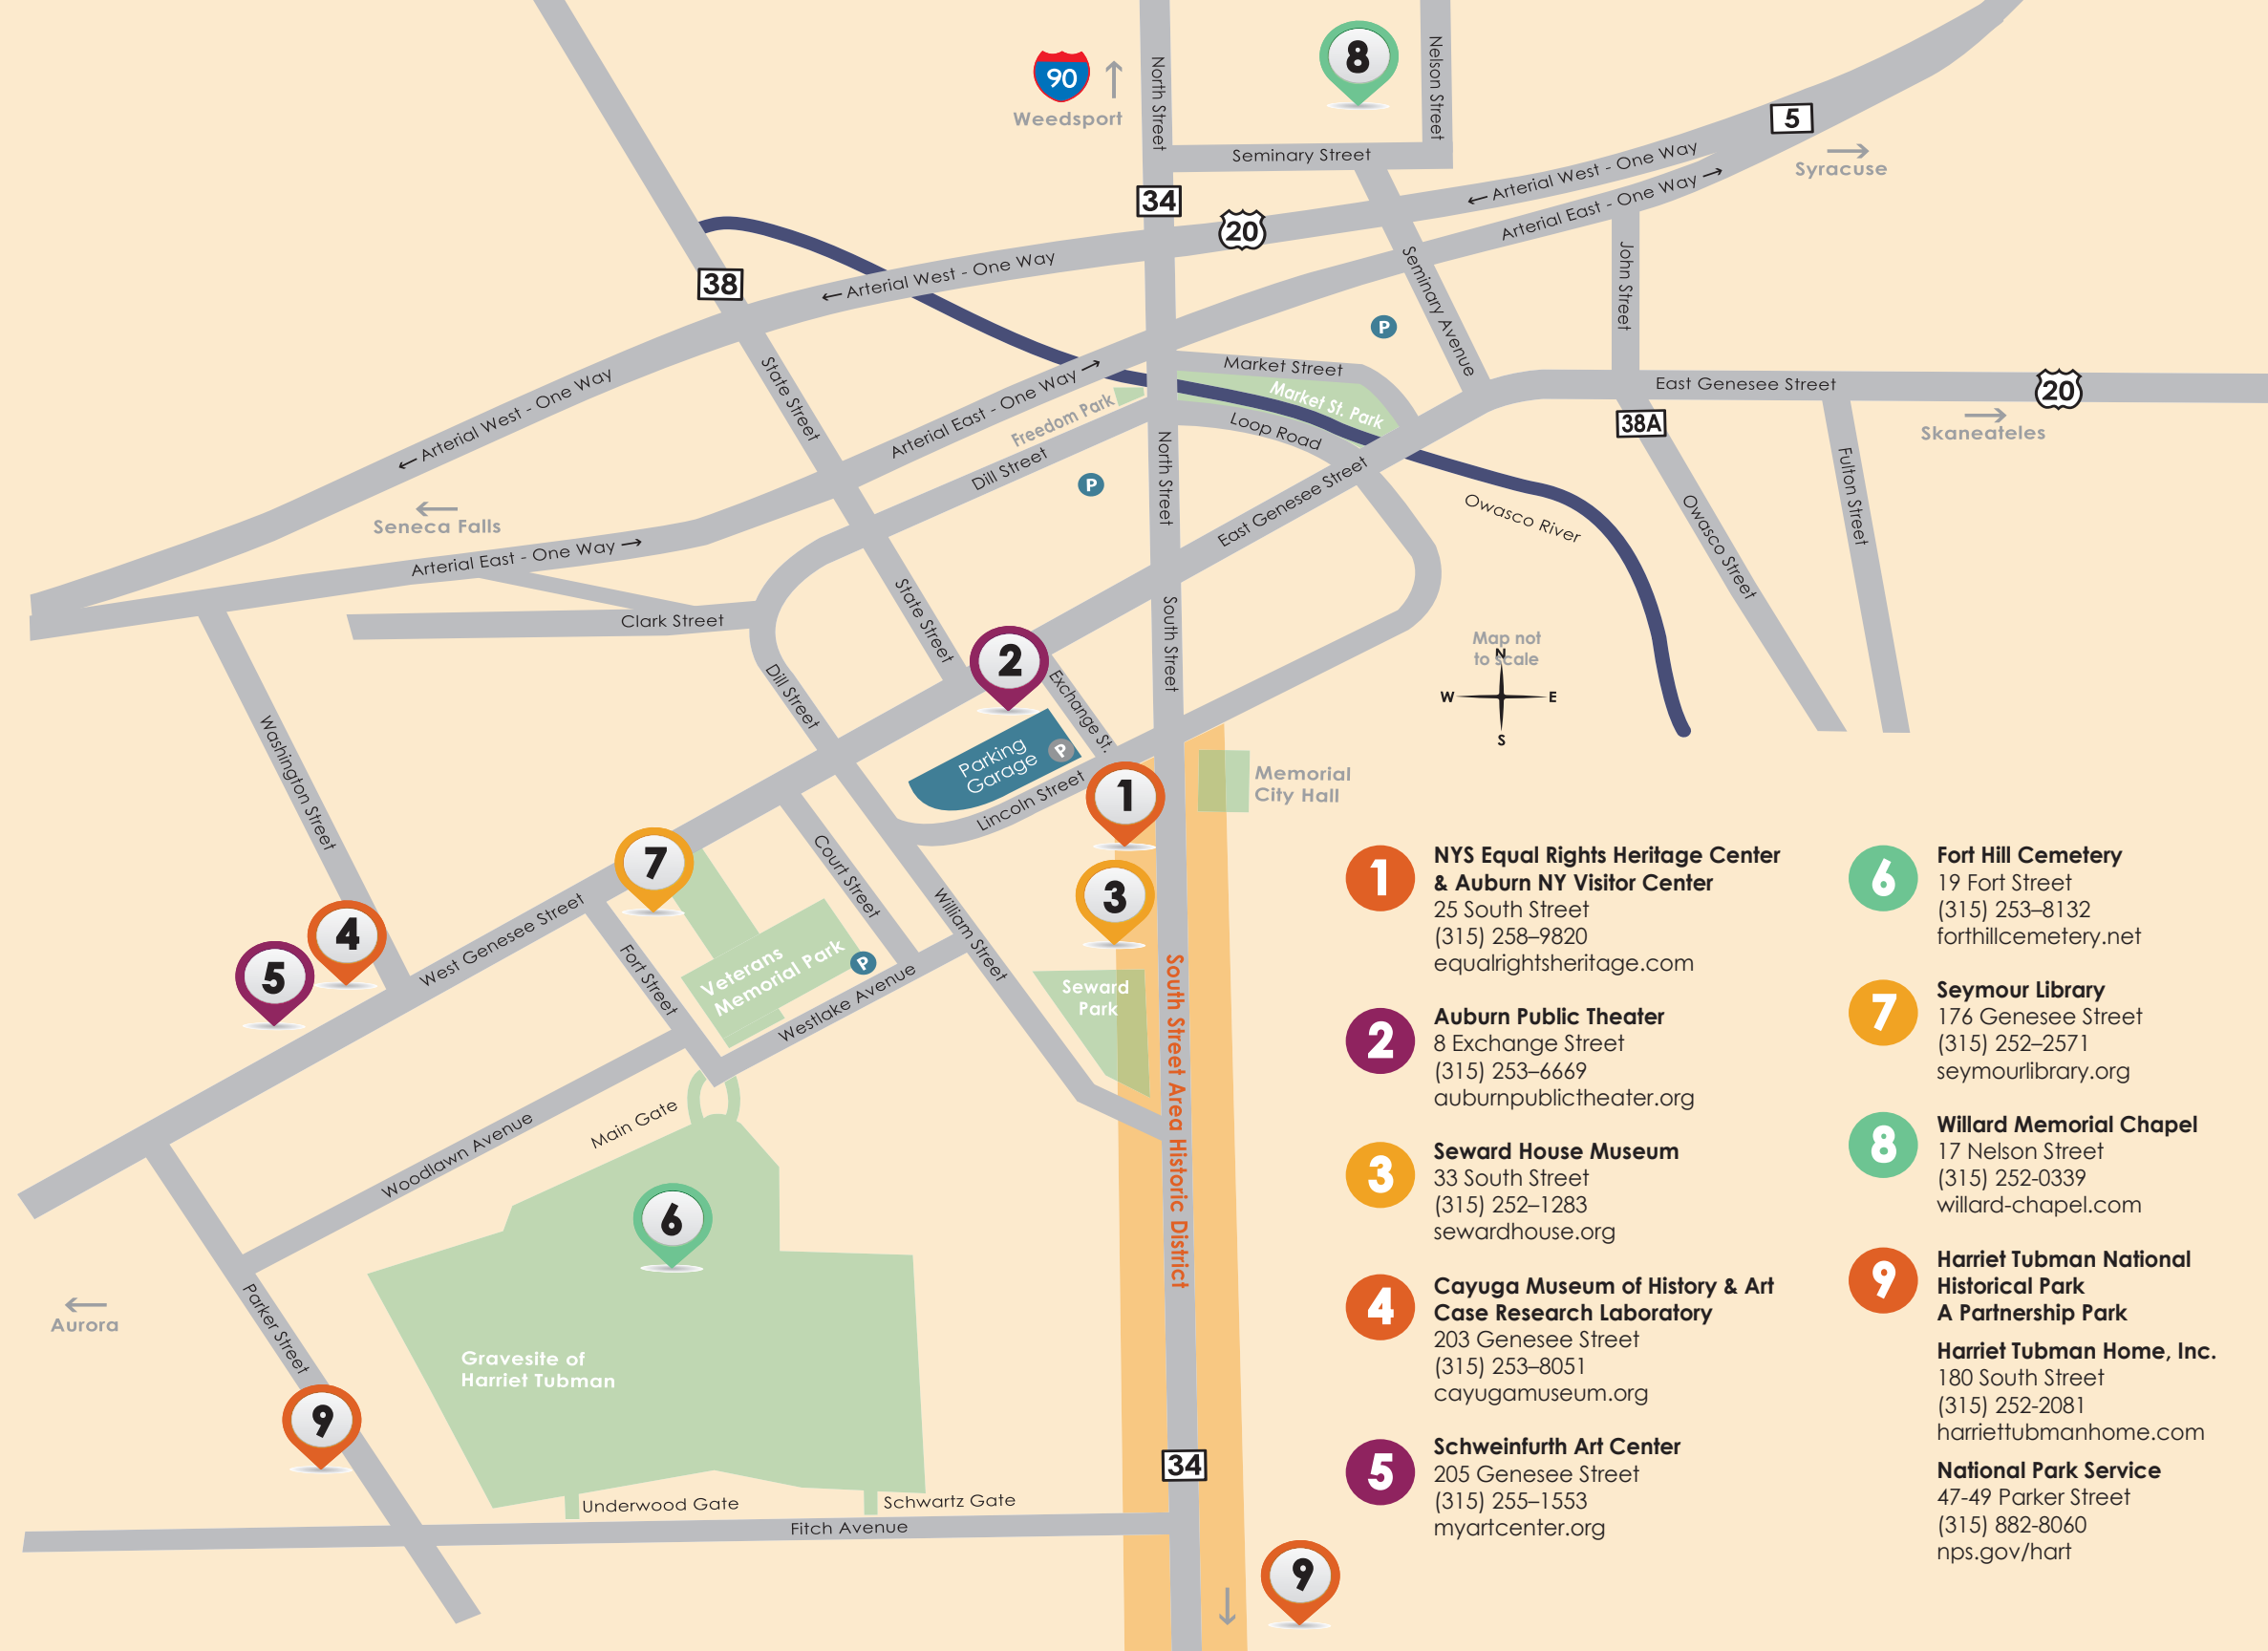 8
90
Weedsport
North Street
Nelson Street
Seminary Street
5
Syracuse
34
20
← Arterial West - One Way
Arterial East - One Way →
38
← Arterial West - One Way
John Street
Seminary Avenue
P
State Street
Market Street
Market St. Park
East Genesee Street
20
Skaneateles
38A
← Arterial West - One Way
Arterial East - One Way →
Freedom Park
Dill Street
P
North Street
Loop Road
East Genesee Street
Owasco River
Owasco Street
Fulton Street
Seneca Falls
Arterial East - One Way →
Clark Street
State Street
South Street
Map not
to scale
N
W
E
S
2
Exchange St.
Dill Street
Washington Street
Parking
Garage
P
Lincoln Street
1
Memorial
City Hall
7
Court Street
3
William Street
4
5
West Genesee Street
Fort Street
Veterans
Memorial Park
P
Westlake Avenue
Seward
Park
South Street Area Historic District
Main Gate
Woodlawn Avenue
6
Aurora
Parker Street
Gravesite of
Harriet Tubman
9
34
Underwood Gate
Schwartz Gate
Fitch Avenue
9
1
NYS Equal Rights Heritage Center
& Auburn NY Visitor Center
25 South Street
(315) 258–9820
equalrightsheritage.com
2
Auburn Public Theater
8 Exchange Street
(315) 253–6669
auburnpublictheater.org
3
Seward House Museum
33 South Street
(315) 252–1283
sewardhouse.org
4
Cayuga Museum of History & Art
Case Research Laboratory
203 Genesee Street
(315) 253–8051
cayugamuseum.org
5
Schweinfurth Art Center
205 Genesee Street
(315) 255–1553
myartcenter.org
6
Fort Hill Cemetery
19 Fort Street
(315) 253–8132
forthillcemetery.net
7
Seymour Library
176 Genesee Street
(315) 252–2571
seymourlibrary.org
8
Willard Memorial Chapel
17 Nelson Street
(315) 252-0339
willard-chapel.com
9
Harriet Tubman National
Historical Park
A Partnership Park
Harriet Tubman Home, Inc.
180 South Street
(315) 252-2081
harriettubmanhome.com
National Park Service
47-49 Parker Street
(315) 882-8060
nps.gov/hart